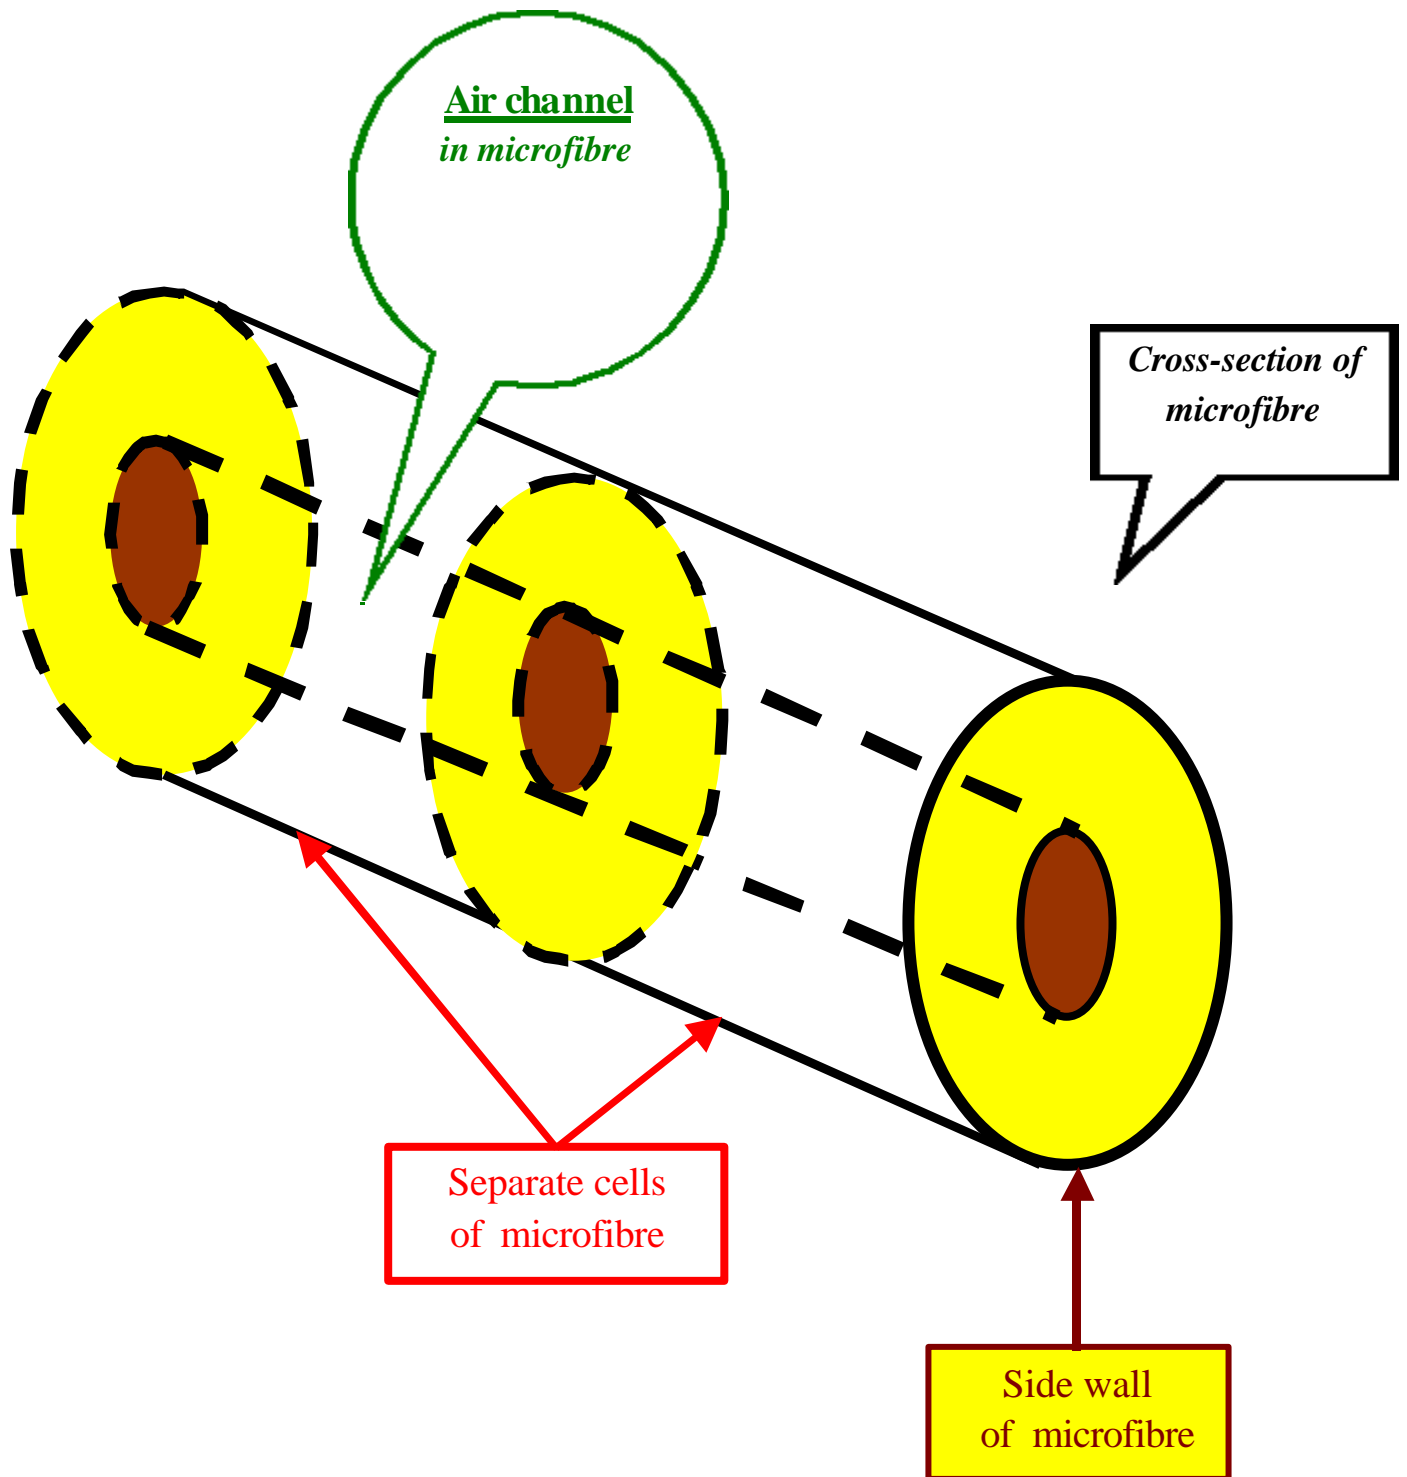 Air channel
in microfibre
Cross-section of
microfibre
Separate cells
of microfibre
Side wall
of microfibre